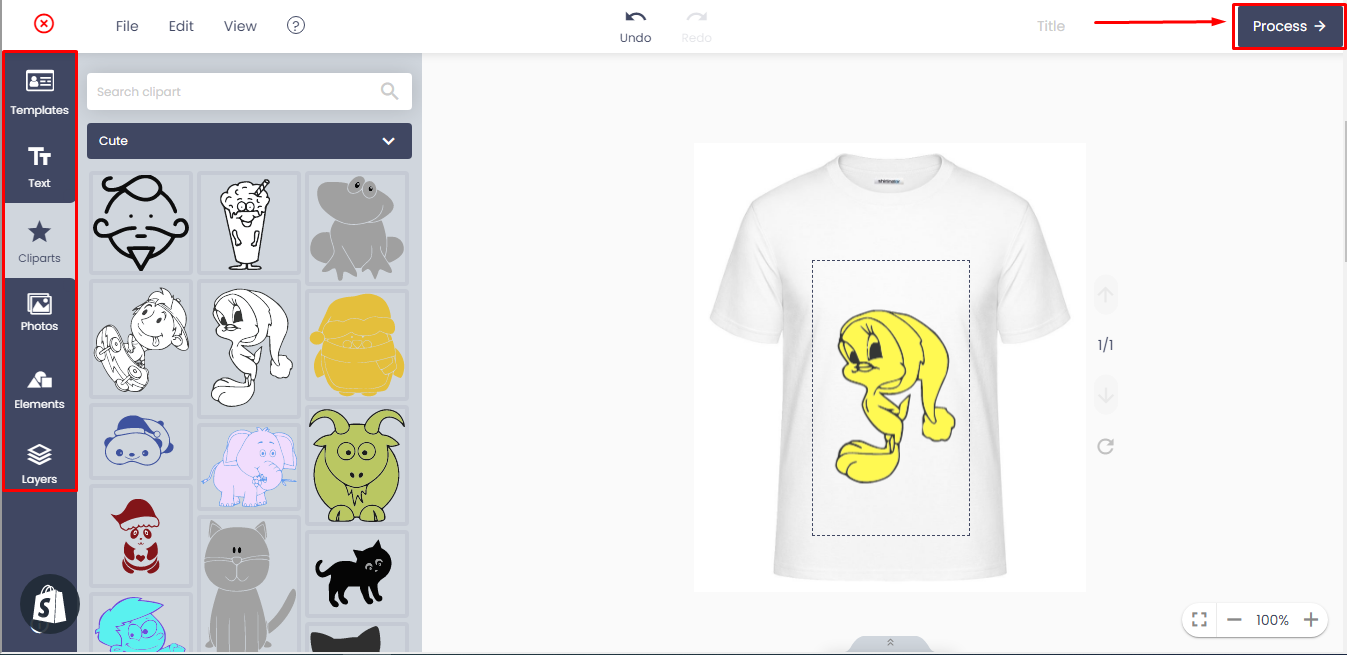 File Edit View ?
Undo
Redo
Title
Process
Templates
Text
Cliparts
Photos
Elements
Layers
Search clipart
Cute
1/1
100%